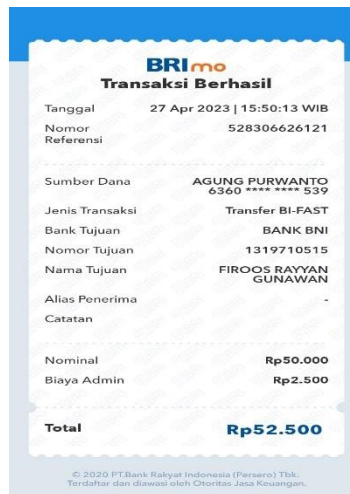 BRImo
Transaksi Berhasil
Tanggal 27 Apr 2023 | 15:50:13 WIB
Nomor Referensi 528306626121
Sumber Dana AGUNG PURWANTO
6360 **** **** 539
Jenis Transaksi Transfer BI-FAST
Bank Tujuan BANK BNI
Nomor Tujuan 1319710515
Nama Tujuan FIROOS RAYYAN
GUNAWAN
Alias Penerima -
Catatan
Nominal Rp50.000
Biaya Admin Rp2.500
Total Rp52.500
© 2020 PT.Bank Rakyat Indonesia (Persero) Tbk.
Terdaftar dan diawasi oleh Otoritas Jasa Keuangan.